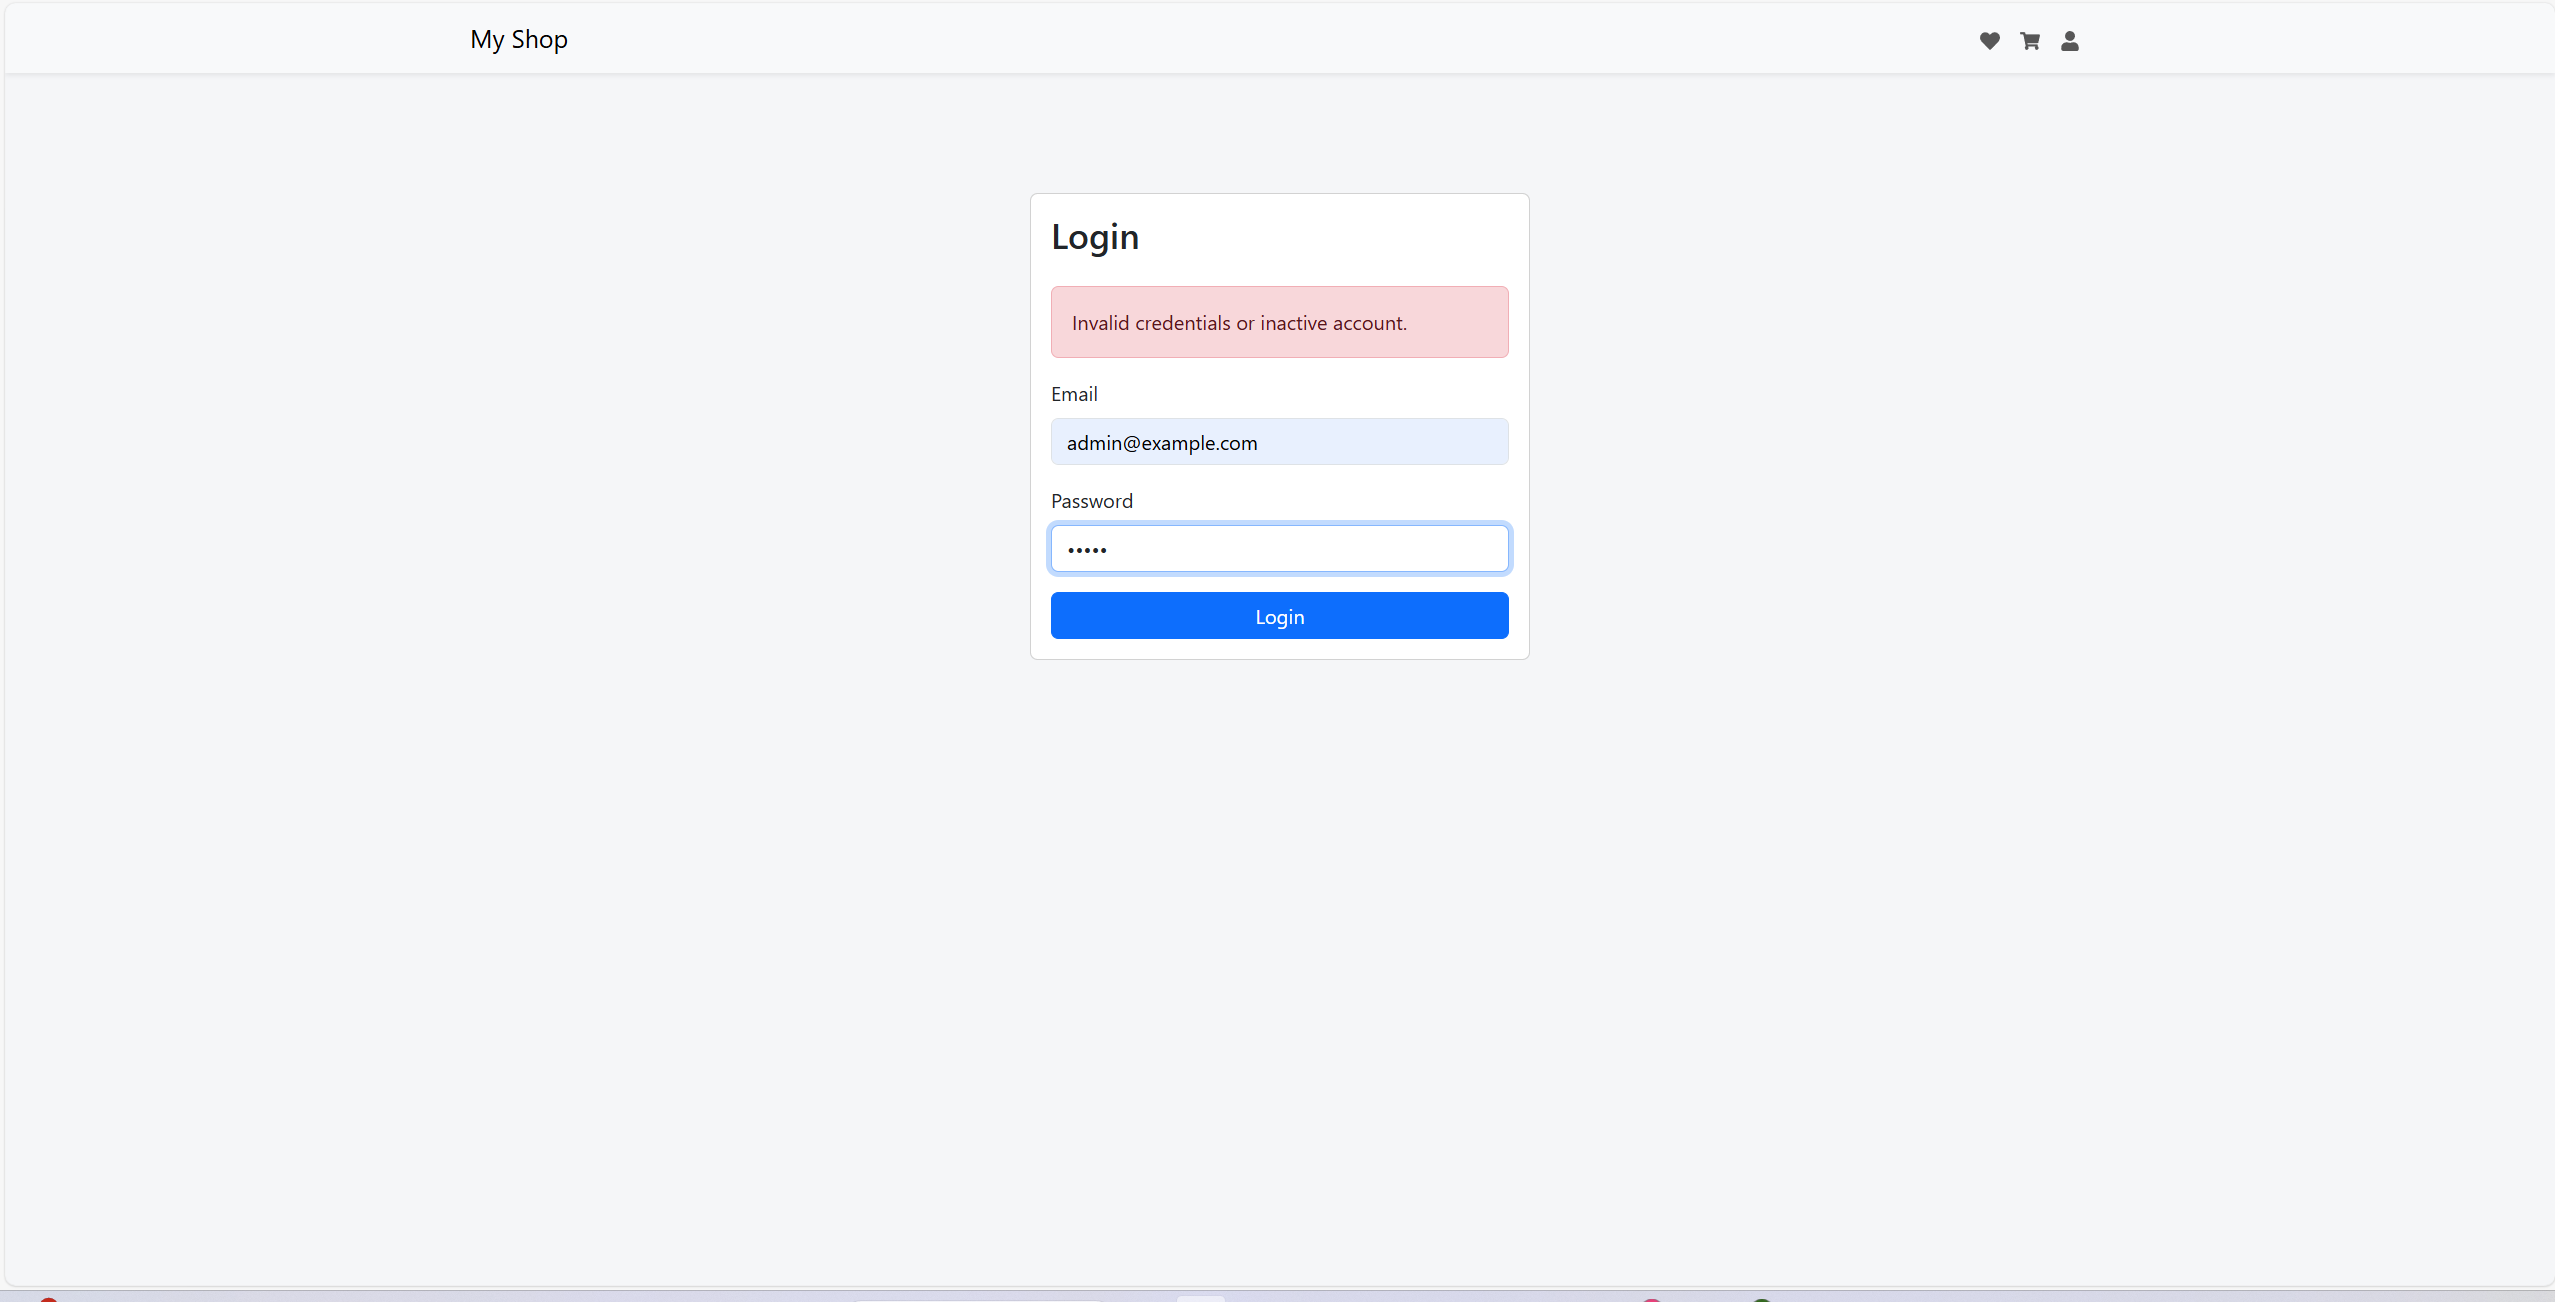 My Shop
Login
Invalid credentials or inactive account.
Email
admin@example.com
Password
•••••
Login